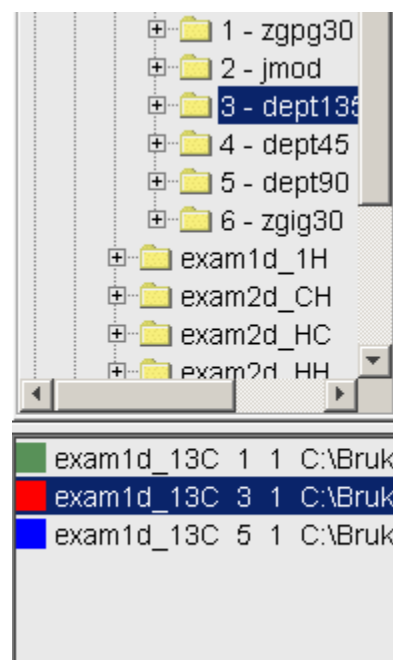 1 - zgpg30
2 - jmod
3 - dept135
4 - dept45
5 - dept90
6 - zgig30
exam1d_1H
exam2d_CH
exam2d_HC
exam2d_HH
exam1d_13C 1 1 C:\Bruk
exam1d_13C 3 1 C:\Bruk
exam1d_13C 5 1 C:\Bruk